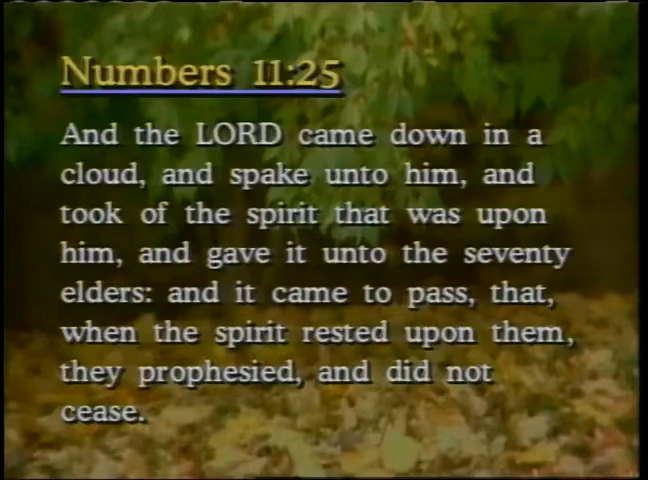 Numbers 11:25
And the LORD came down in a
cloud, and spake unto him, and
took of the spirit that was upon
him, and gave it unto the seventy
elders: and it came to pass, that,
when the spirit rested upon them,
they prophesied, and did not
cease.